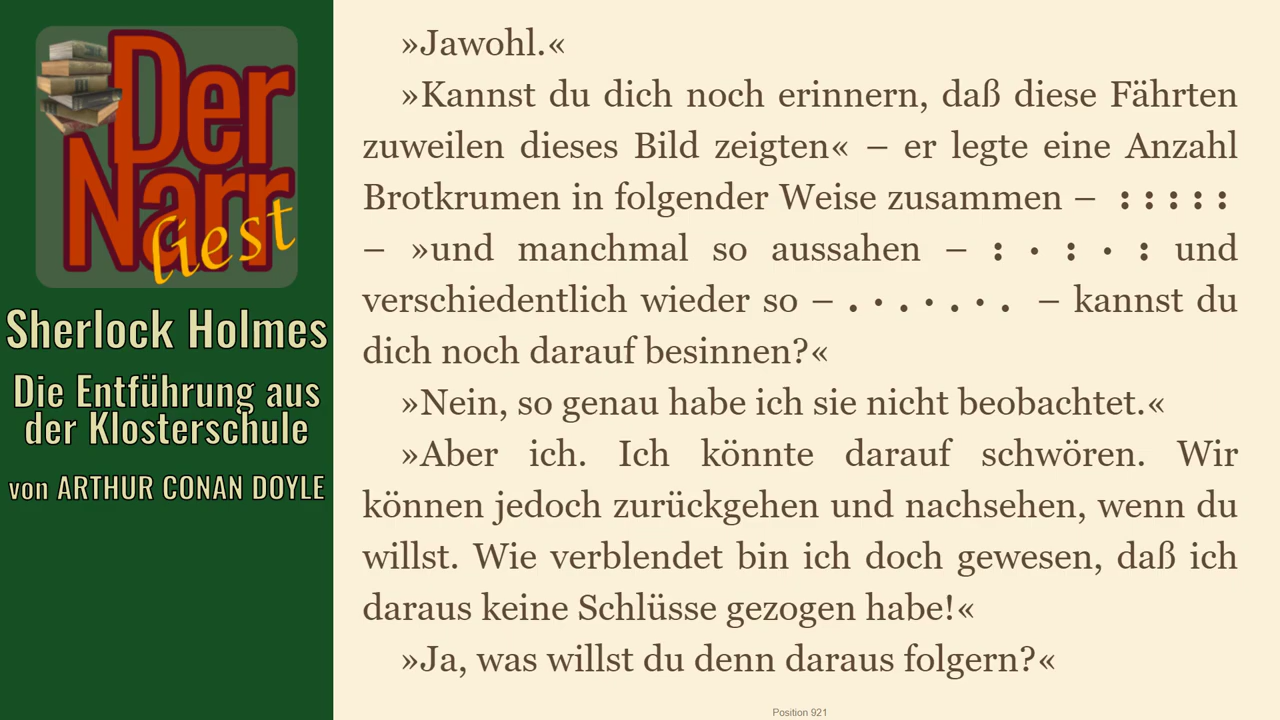 Der
Narr
liest
Sherlock Holmes
Die Entführung aus
der Klosterschule
von ARTHUR CONAN DOYLE
»Jawohl.«
»Kannst du dich noch erinnern, daß diese Fährten
zuweilen dieses Bild zeigten« – er legte eine Anzahl
Brotkrumen in folgender Weise zusammen – : : : : :
– »und manchmal so aussahen – : · : · : und
verschiedentlich wieder so – . · . · . · . – kannst du
dich noch darauf besinnen?«
»Nein, so genau habe ich sie nicht beobachtet.«
»Aber ich. Ich könnte darauf schwören. Wir
können jedoch zurückgehen und nachsehen, wenn du
willst. Wie verblendet bin ich doch gewesen, daß ich
daraus keine Schlüsse gezogen habe!«
»Ja, was willst du denn daraus folgern?«
Position 921